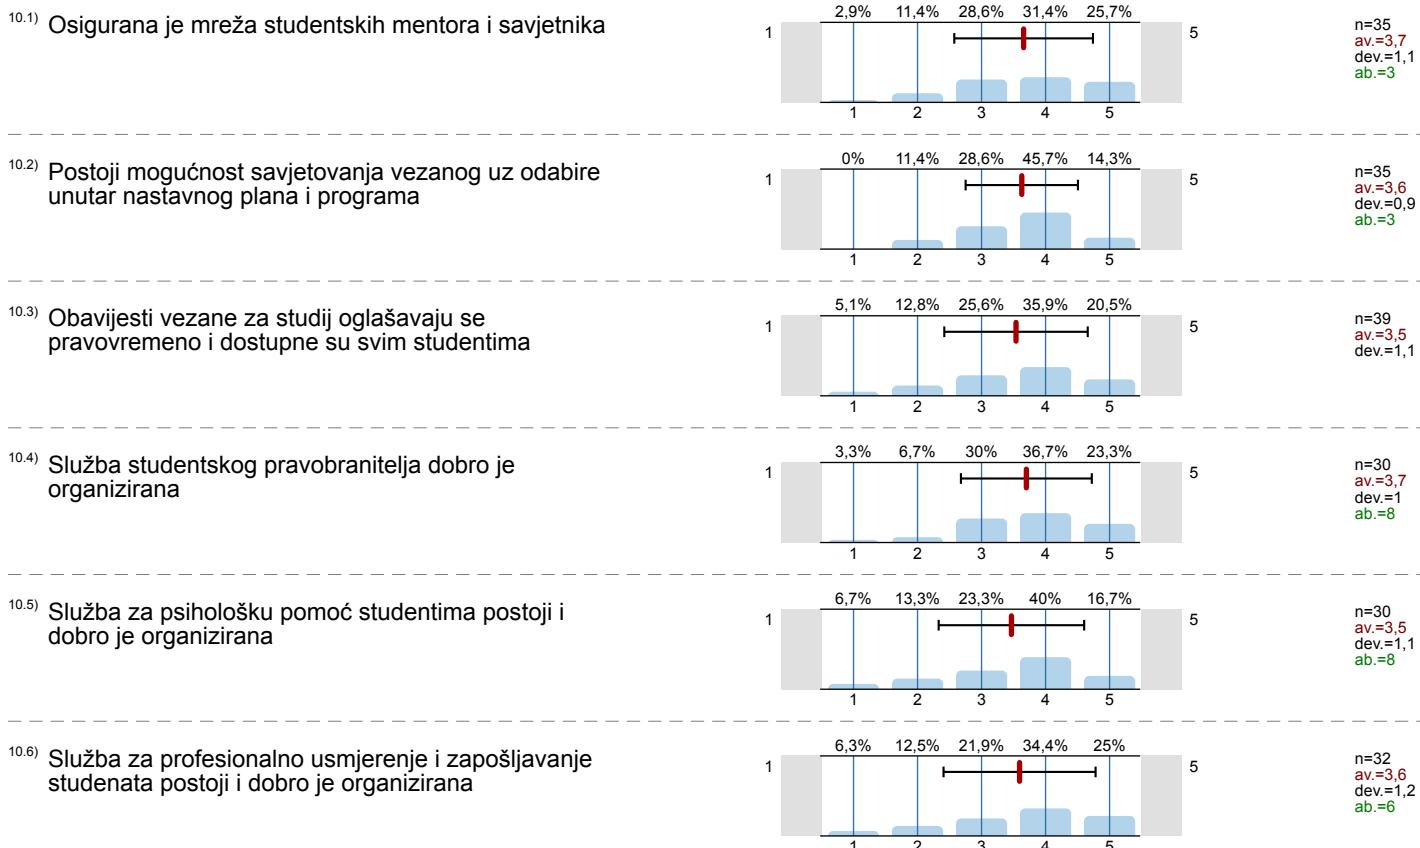 10.1) Osigurana je mreža studentskih mentora i savjetnika
2,9% 11,4% 28,6% 31,4% 25,7%
1 5
1 2 3 4 5
n=35
av.=3,7
dev.=1,1
ab.=3
10.2) Postoji mogućnost savjetovanja vezanog uz odabire
unutar nastavnog plana i programa
0% 11,4% 28,6% 45,7% 14,3%
1 5
1 2 3 4 5
n=35
av.=3,6
dev.=0,9
ab.=3
10.3) Obavijesti vezane za studij oglašavaju se
pravovremeno i dostupne su svim studentima
5,1% 12,8% 25,6% 35,9% 20,5%
1 5
1 2 3 4 5
n=39
av.=3,5
dev.=1,1
10.4) Služba studentskog pravobranitelja dobro je
organizirana
3,3% 6,7% 30% 36,7% 23,3%
1 5
1 2 3 4 5
n=30
av.=3,7
dev.=1
ab.=8
10.5) Služba za psihološku pomoć studentima postoji i
dobro je organizirana
6,7% 13,3% 23,3% 40% 16,7%
1 5
1 2 3 4 5
n=30
av.=3,5
dev.=1,1
ab.=8
10.6) Služba za profesionalno usmjerenje i zapošljavanje
studenata postoji i dobro je organizirana
6,3% 12,5% 21,9% 34,4% 25%
1 5
1 2 3 4 5
n=32
av.=3,6
dev.=1,2
ab.=6